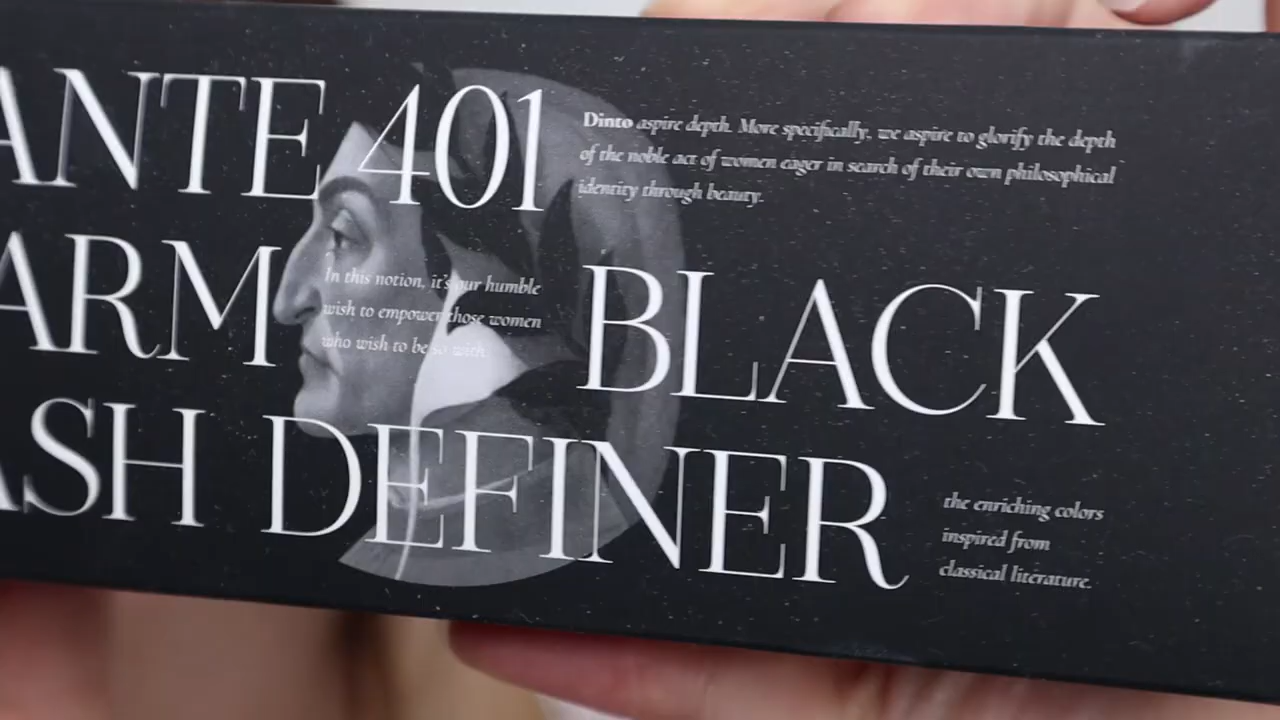 ANTE 401
Dinto aspire depth. More specifically, we aspire to glorify the depth
of the noble act of women eager in search of their own philosophical
identity through beauty.
ARM
In this notion, it's our humble
wish to empower those women
who wish to be so with.
BLACK
ASH DEFINER
the enriching colors
inspired from
classical literature.